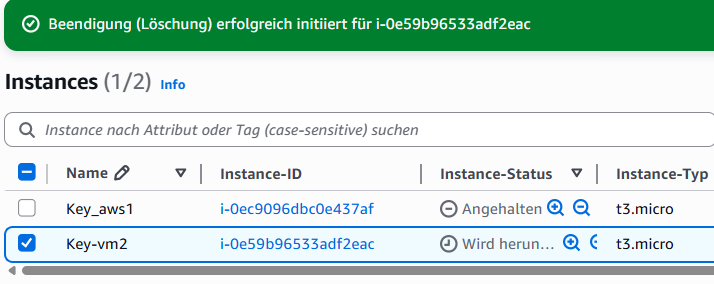 Beendigung (Löschung) erfolgreich initiiert für i-0e59b96533adf2eac
Instances (1/2) Info
Instance nach Attribut oder Tag (case-sensitive) suchen
Name Instance-ID Instance-Status Instance-Typ
Key_aws1 i-0ec9096dbc0e437af Angehalten t3.micro
Key-vm2 i-0e59b96533adf2eac Wird herun... t3.micro